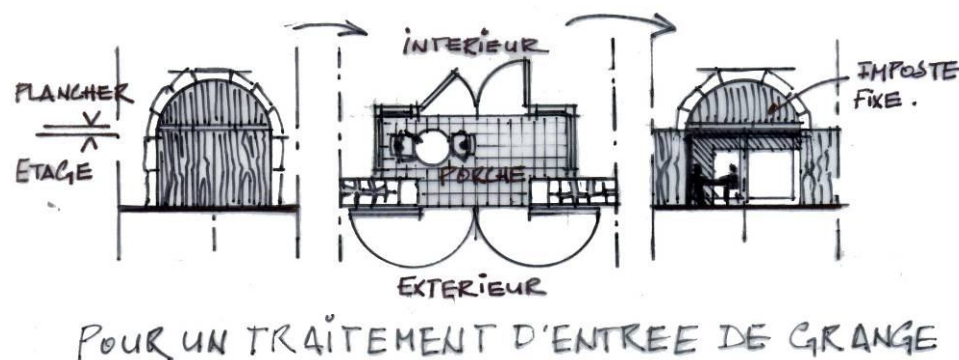 PLANCHER
ETAGE
INTERIEUR
PORCHE
EXTERIEUR
IMPOSTE
FIXE.
POUR UN TRAITEMENT D'ENTREE DE GRANGE